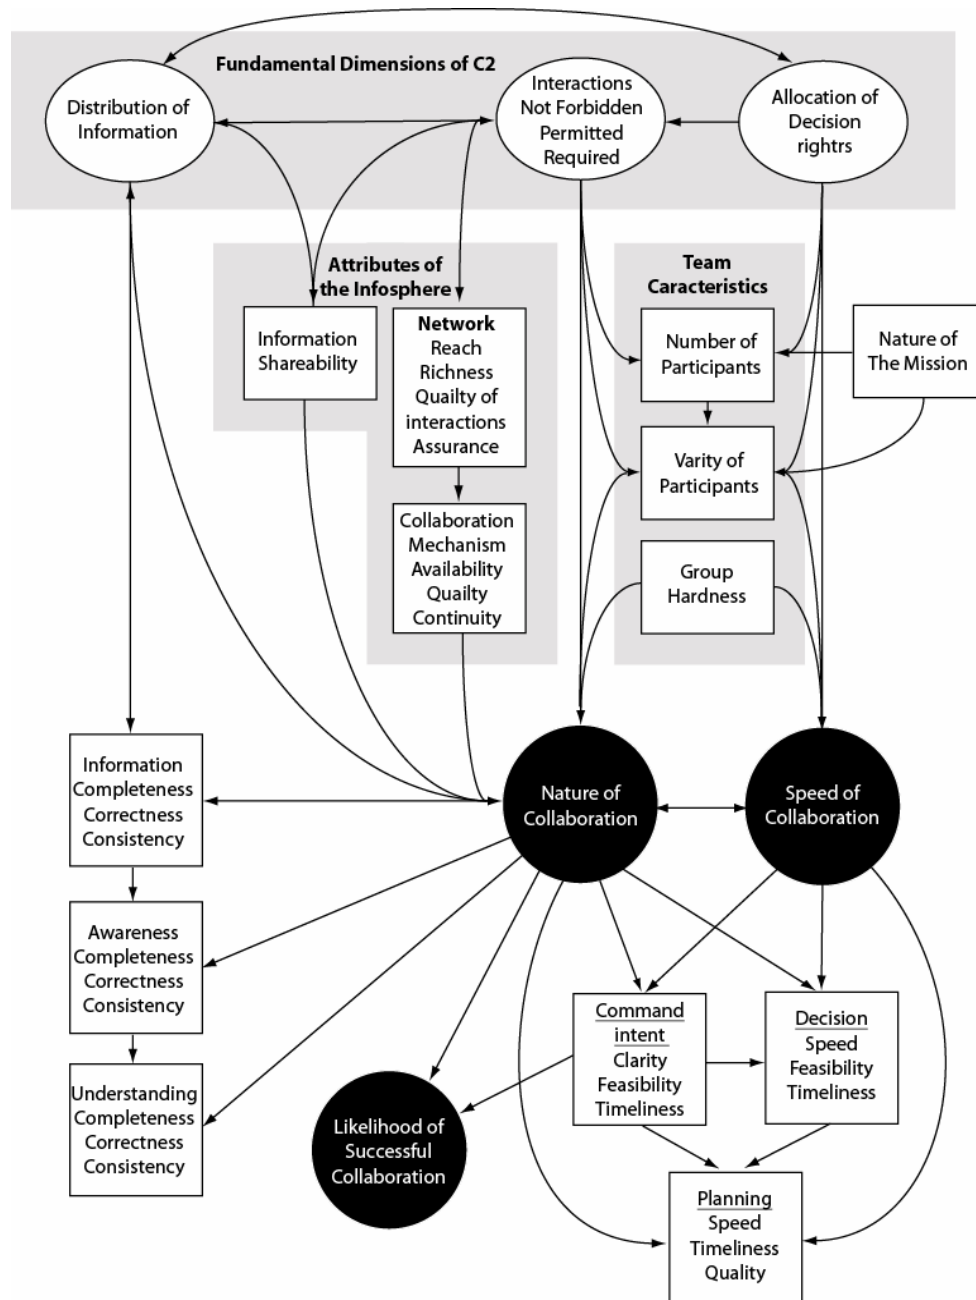 Fundamental Dimensions of C2
Distribution of
Information
Interactions
Not Forbidden
Permitted
Required
Allocation of
Decision
rightrs
Attributes of
the Infosphere
Team
Caracteristics
Information
Shareability
Network
Reach
Richness
Quailty of
interactions
Assurance
Number of
Participants
Nature of
The Mission
Varity of
Participants
Collaboration
Mechanism
Availability
Quailty
Continuity
Group
Hardness
Information
Completeness
Correctness
Consistency
Nature of
Collaboration
Speed of
Collaboration
Awareness
Completeness
Correctness
Consistency
Command
intent
Clarity
Feasibility
Timeliness
Decision
Speed
Feasibility
Timeliness
Understanding
Completeness
Correctness
Consistency
Likelihood of
Successful
Collaboration
Planning
Speed
Timeliness
Quality